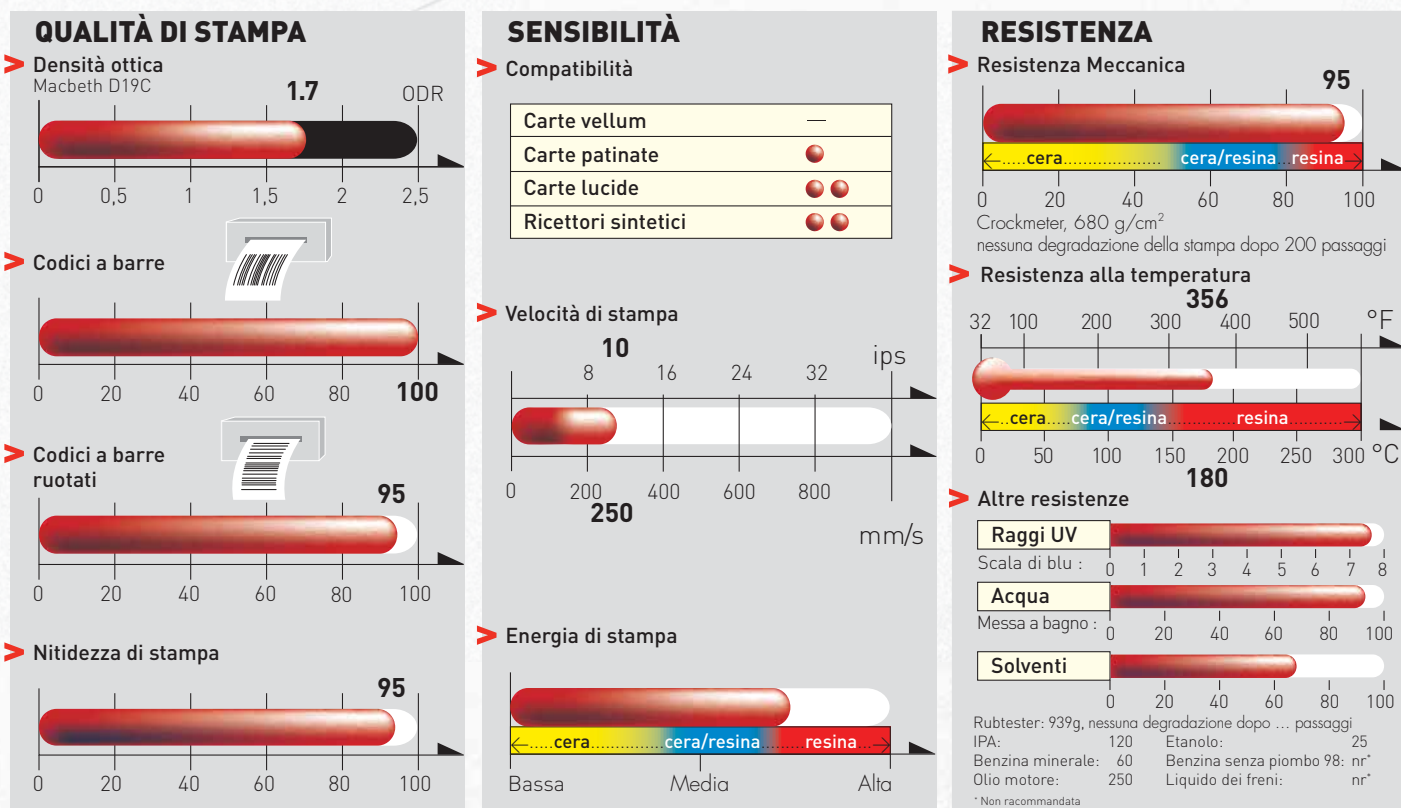 QUALITÀ DI STAMPA
> Densità ottica
Macbeth D19C
1.7 ODR
0 0,5 1 1,5 2 2,5
> Codici a barre
0 20 40 60 80 100
> Codici a barre
ruotati
95
0 20 40 60 80 100
> Nitidezza di stampa
95
0 20 40 60 80 100
SENSIBILITÀ
> Compatibilità
Carte vellum —
Carte patinate
Carte lucide
Ricettori sintetici
> Velocità di stampa
10 ips
8 16 24 32
0 200 400 600 800
250
mm/s
> Energia di stampa
cera cera/resina resina
Bassa Media Alta
RESISTENZA
> Resistenza Meccanica
95
cera cera/resina resina
0 20 40 60 80 100
Crockmeter, 680 g/cm²
nessuna degradazione della stampa dopo 200 passaggi
> Resistenza alla temperatura
356
32 100 200 300 400 500 °F
cera cera/resina resina
0 50 100 150 200 250 300 °C
180
> Altre resistenze
Raggi UV
Scala di blu : 0 1 2 3 4 5 6 7 8
Acqua
Messa a bagno : 0 20 40 60 80 100
Solventi
0 20 40 60 80 100
Rubtester: 939g, nessuna degradazione dopo ... passaggi
IPA: 120 Etanolo: 25
Benzina minerale: 60 Benzina senza piombo 98: nr*
Olio motore: 250 Liquido dei freni: nr*
* Non racommandata